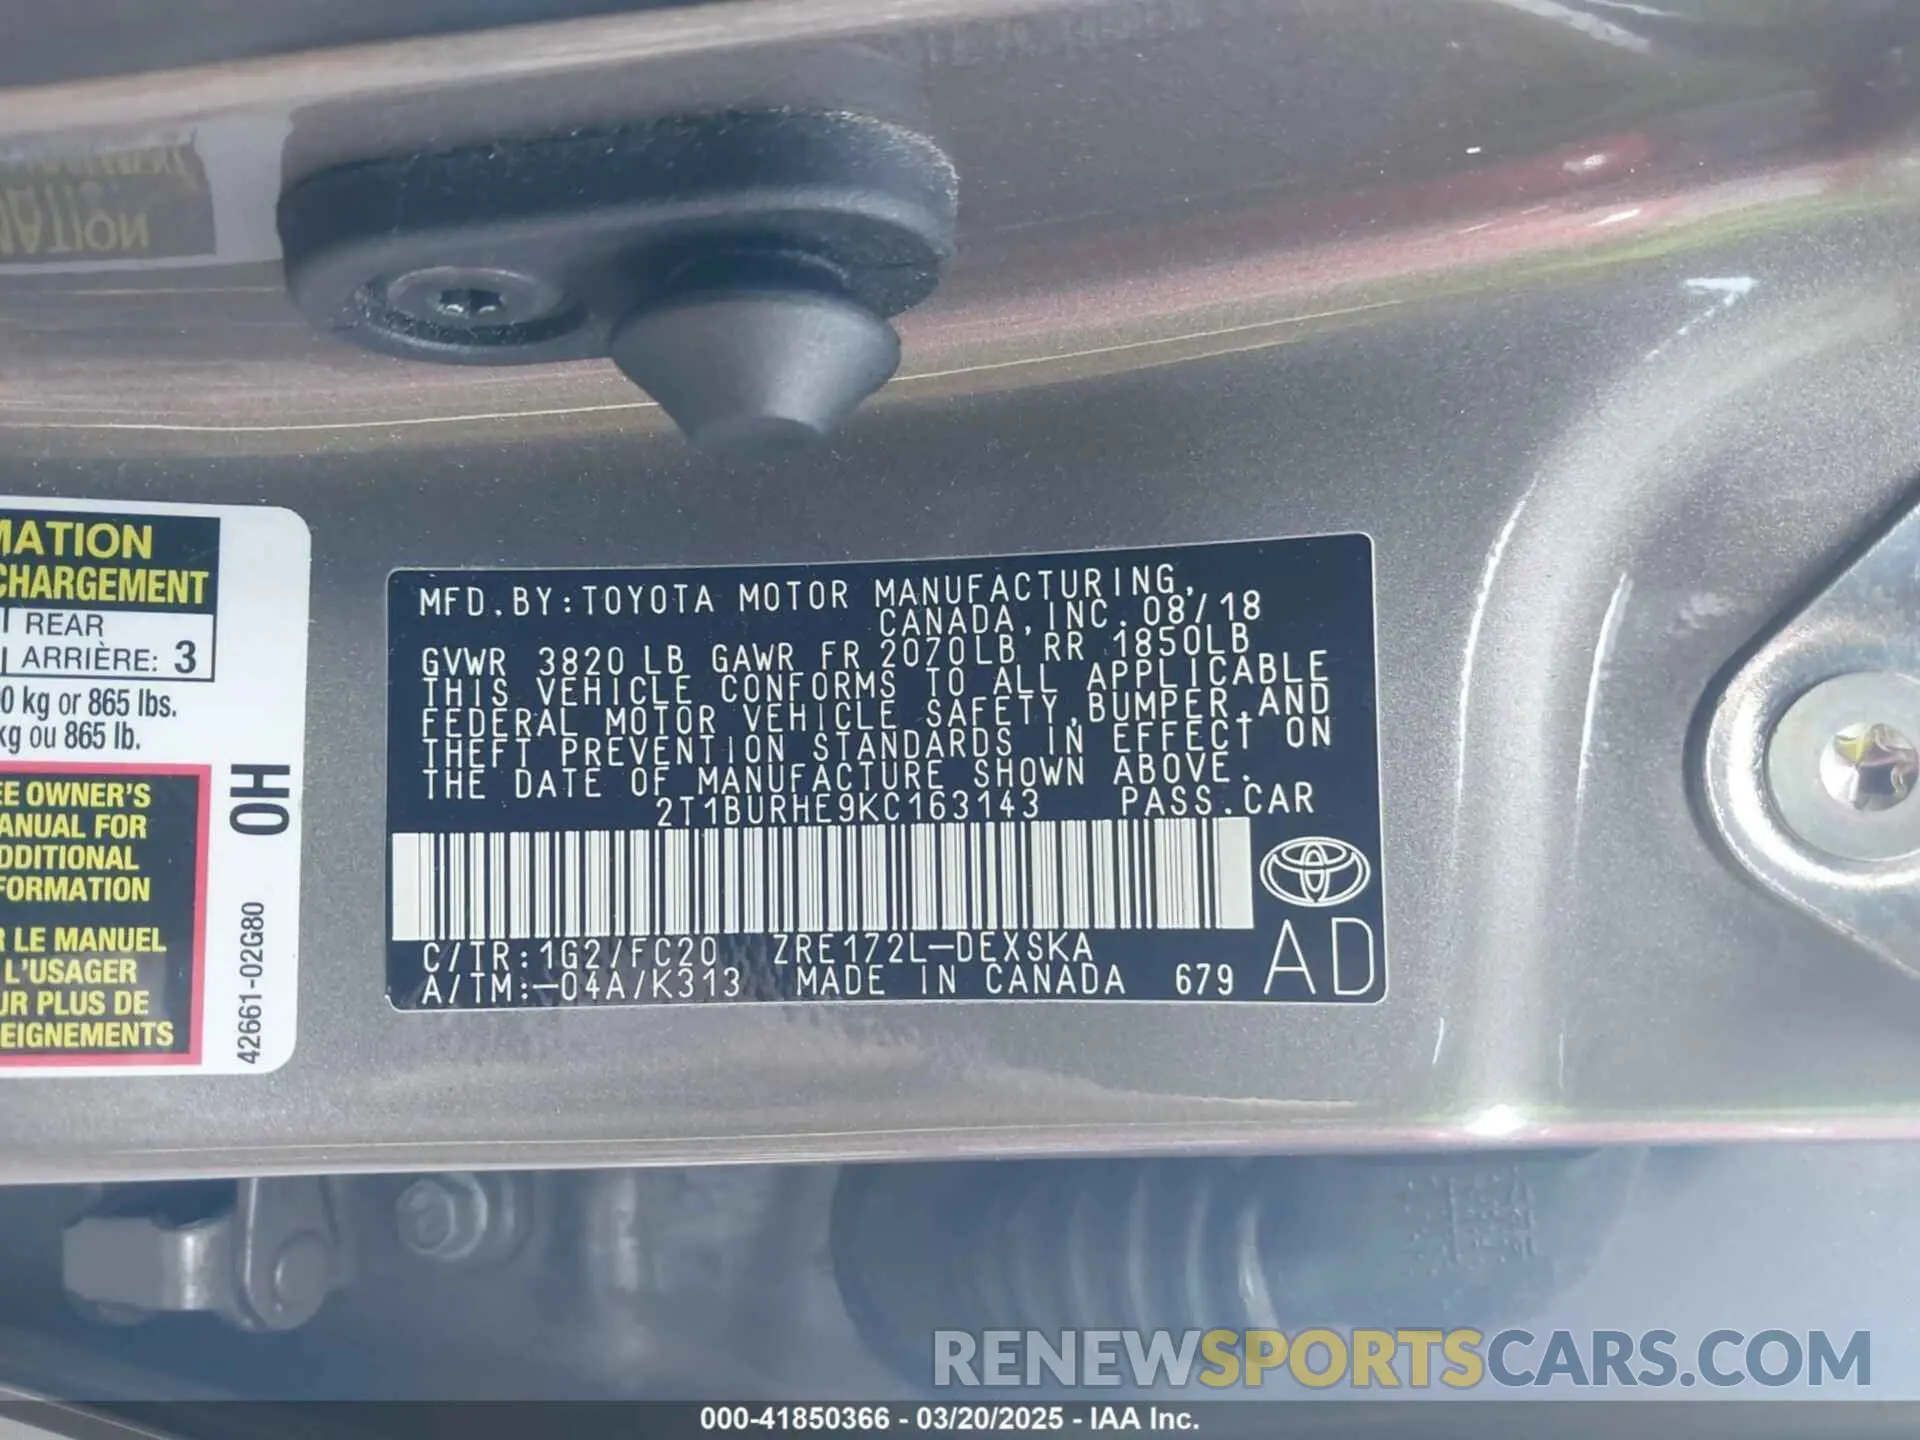 MATION
CHARGEMENT
REAR
ARRIÈRE: 3
0 kg or 865 lbs.
kg ou 865 lb.
EE OWNER'S
ANUAL FOR
DDITIONAL
FORMATION
R LE MANUEL
L'USAGER
UR PLUS DE
EIGNEMENTS
0H
42661-02G80
MFD.BY:TOYOTA MOTOR MANUFACTURING,
CANADA,INC.08/18
GVWR 3820LB GAWR FR 2070LB RR 1850LB
THIS VEHICLE CONFORMS TO ALL APPLICABLE
FEDERAL MOTOR VEHICLE SAFETY,BUMPER,AND
THEFT PREVENTION STANDARDS IN EFFECT ON
THE DATE OF MANUFACTURE SHOWN ABOVE.
2T1BURHE9KC163143 PASS.CAR
C/TR:1G2/FC20 ZRE172L-DEXSKA
A/TM:-04A/K313 MADE IN CANADA 679
AD
RENEWSPORTSCARS.COM
000-41850366 - 03/20/2025 - IAA Inc.